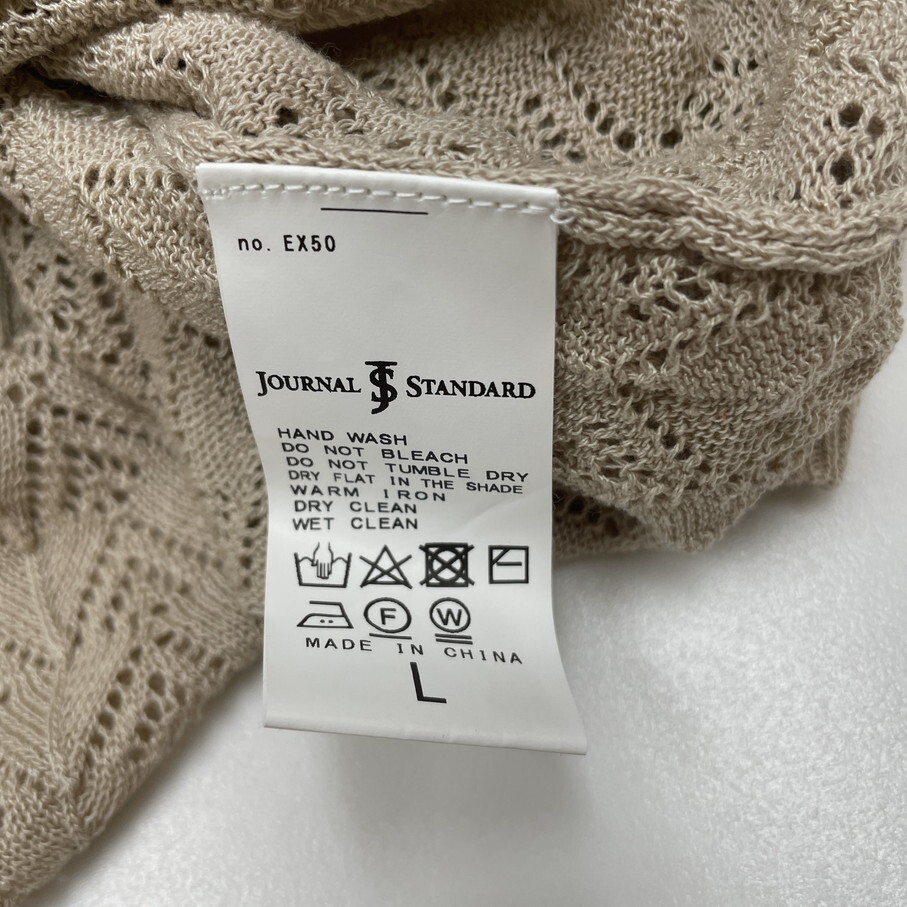 no. EX50
JOURNAL JS STANDARD
HAND WASH
DO NOT BLEACH
DO NOT TUMBLE DRY
DRY FLAT IN THE SHADE
WARM IRON
DRY CLEAN
WET CLEAN
F W
MADE IN CHINA
L